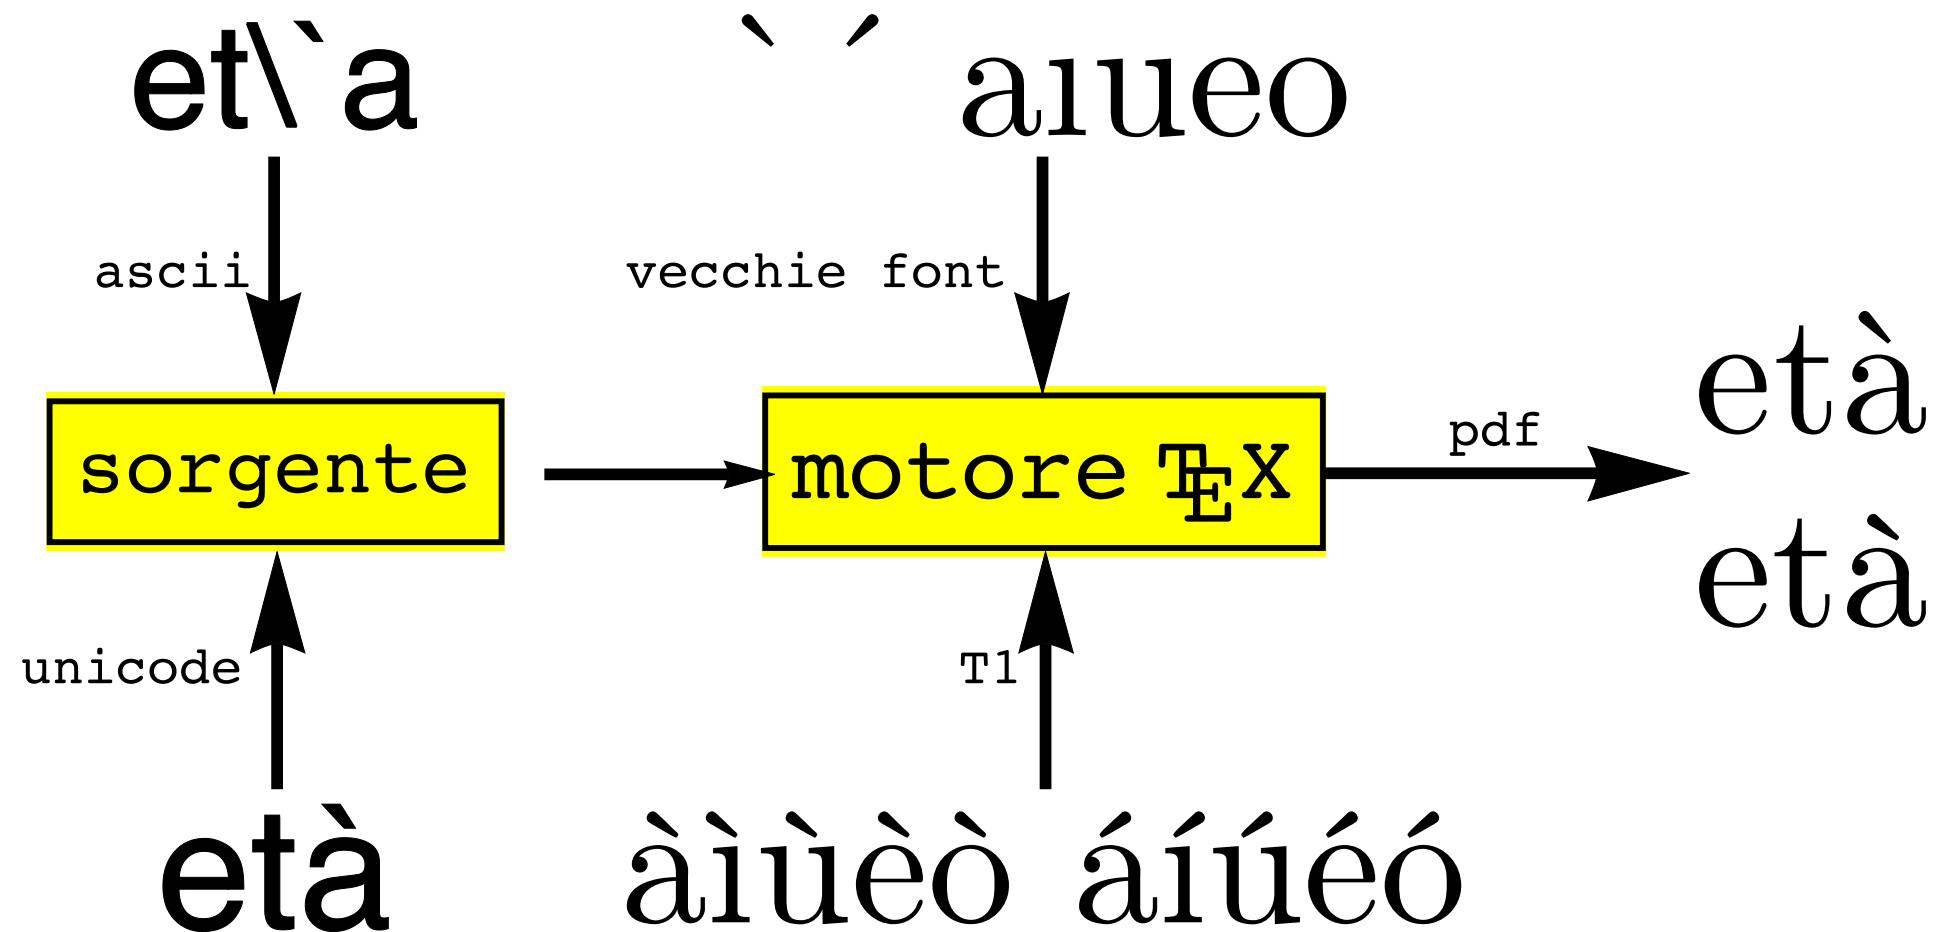 et\`a
` ´ aıueo
ascii
vecchie font
sorgente
motore TEX
pdf
età
età
unicode
T1
età
àìùèò áíúéó